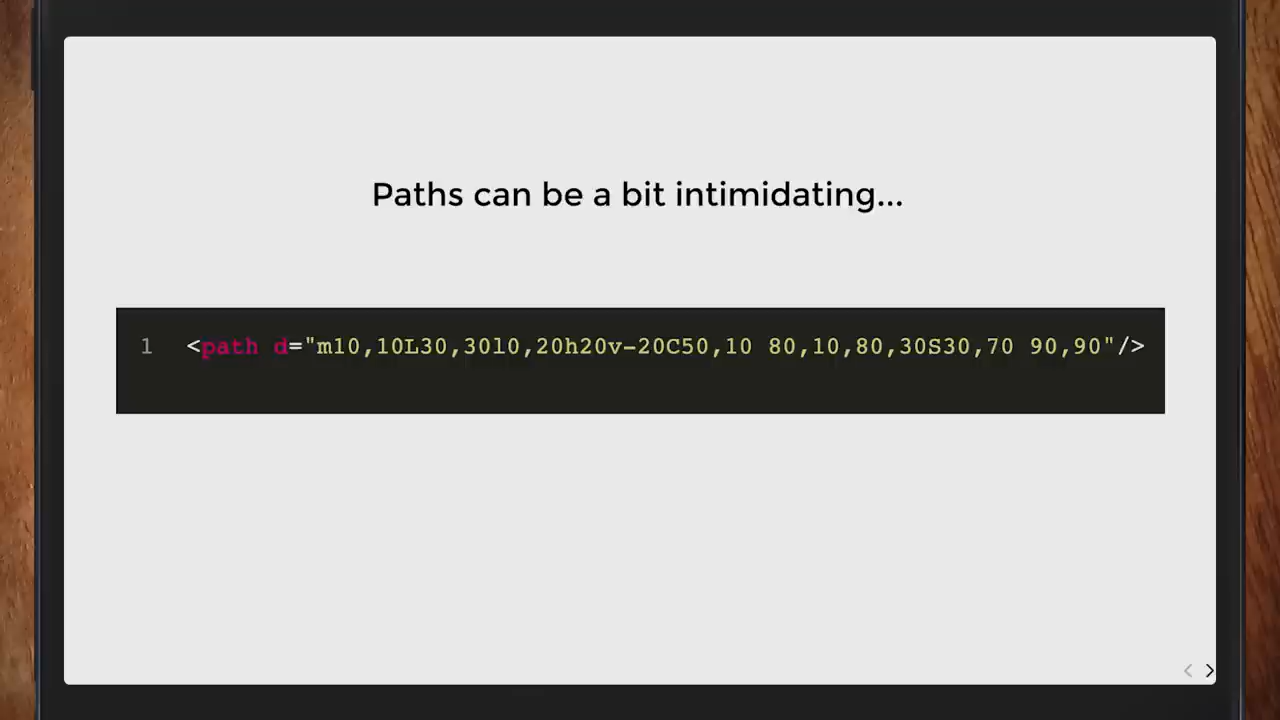 Paths can be a bit intimidating...
1 <path d="m10,10L30,30l0,20h20v-20C50,10 80,10,80,30S30,70 90,90"/>